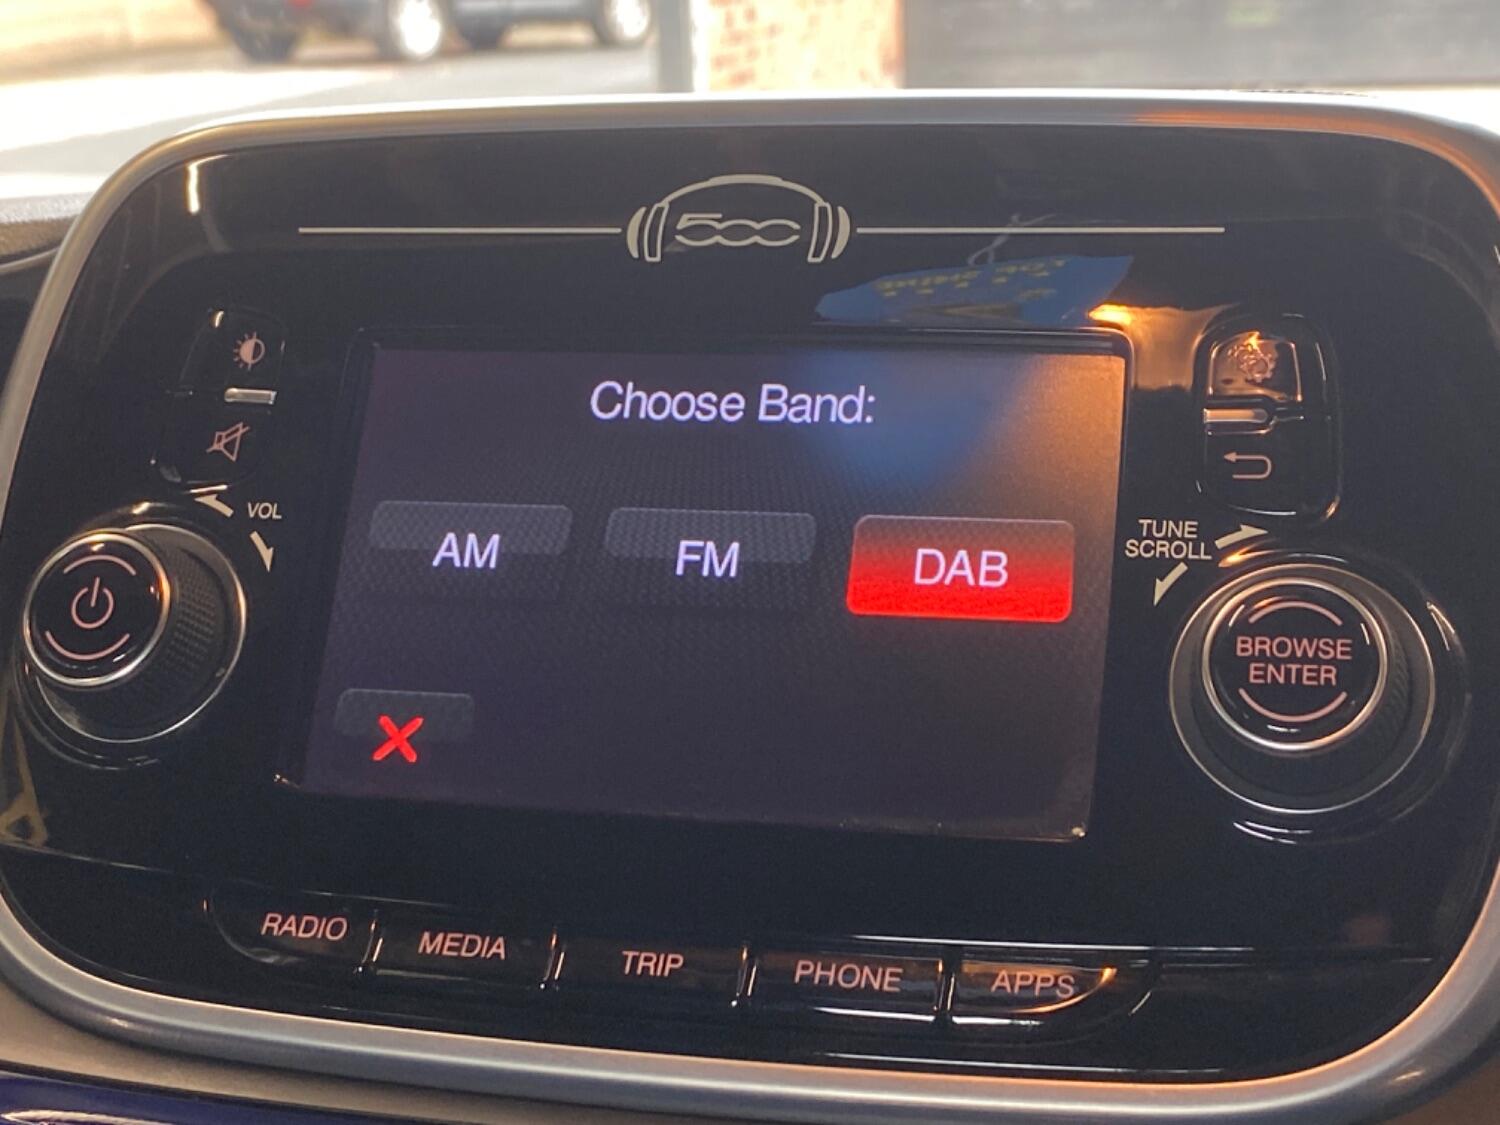 500
Choose Band:
VOL
TUNE
SCROLL
AM
FM
DAB
BROWSE
ENTER
RADIO
MEDIA
TRIP
PHONE
APPS